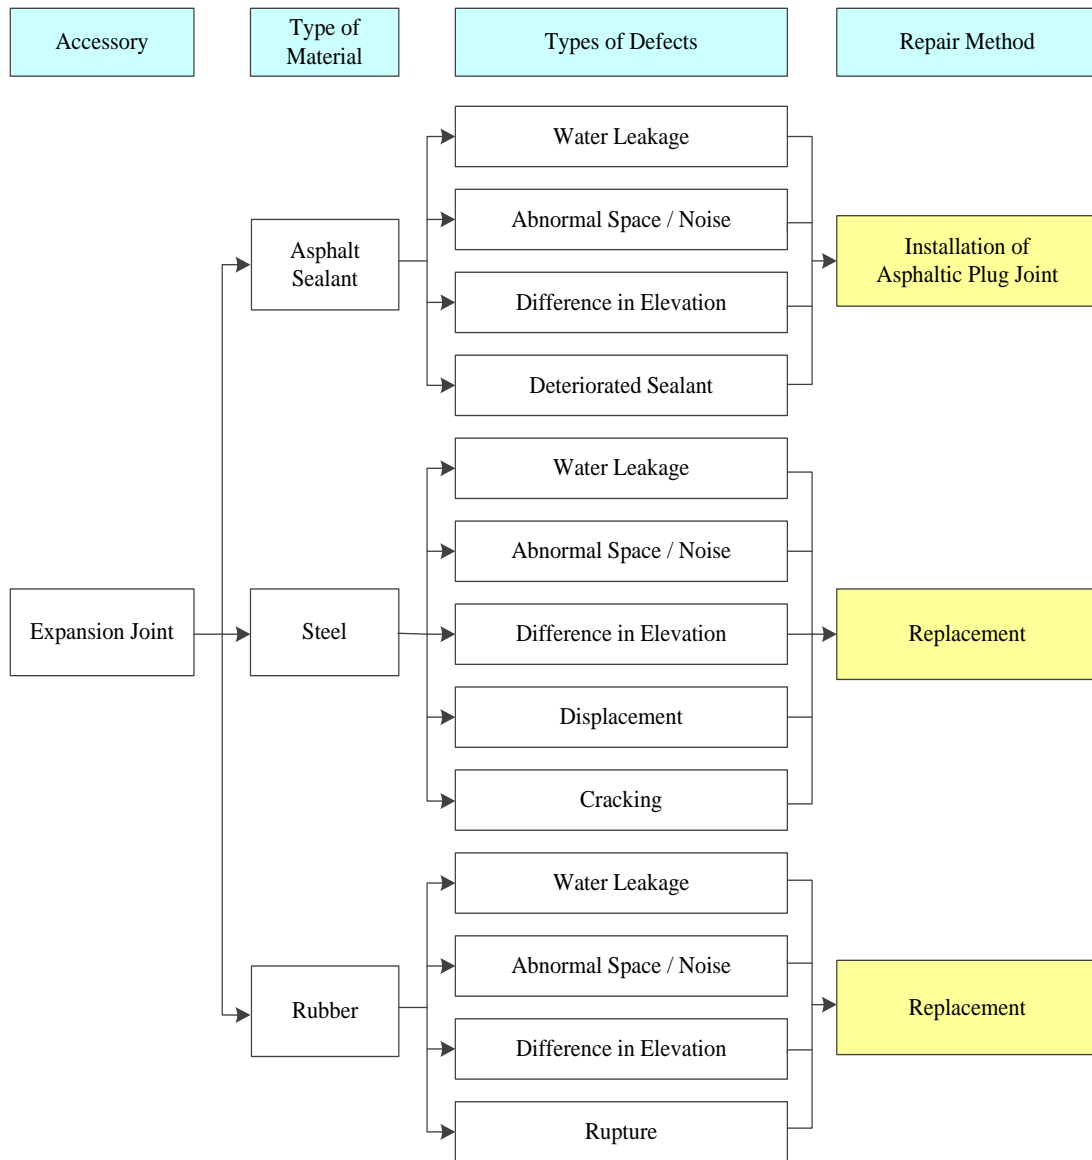 Accessory
Type of
Material
Types of Defects
Repair Method
Water Leakage
Abnormal Space / Noise
Asphalt
Sealant
Difference in Elevation
Deteriorated Sealant
Installation of
Asphaltic Plug Joint
Water Leakage
Abnormal Space / Noise
Expansion Joint
Steel
Difference in Elevation
Displacement
Cracking
Replacement
Water Leakage
Abnormal Space / Noise
Rubber
Difference in Elevation
Rupture
Replacement